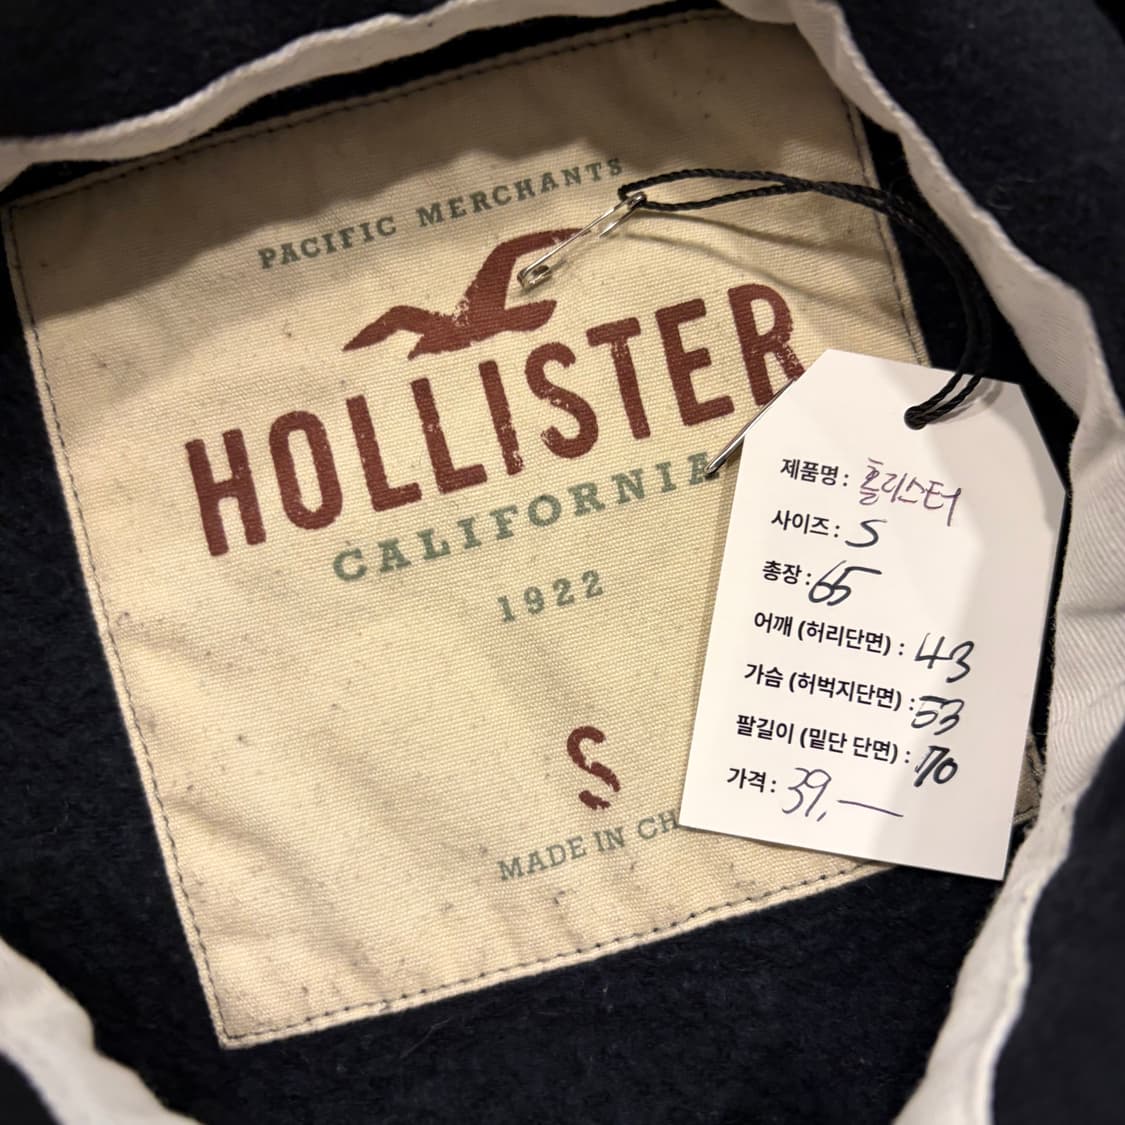 PACIFIC MERCHANTS
HOLLISTER
CALIFORNIA
1922
S
MADE IN CH
제품명: 홀리스터
사이즈: S
총장: 65
어깨 (허리단면) : 43
가슴 (허벅지단면) : 53
팔길이 (밑단 단면) : 70
가격: 39,—